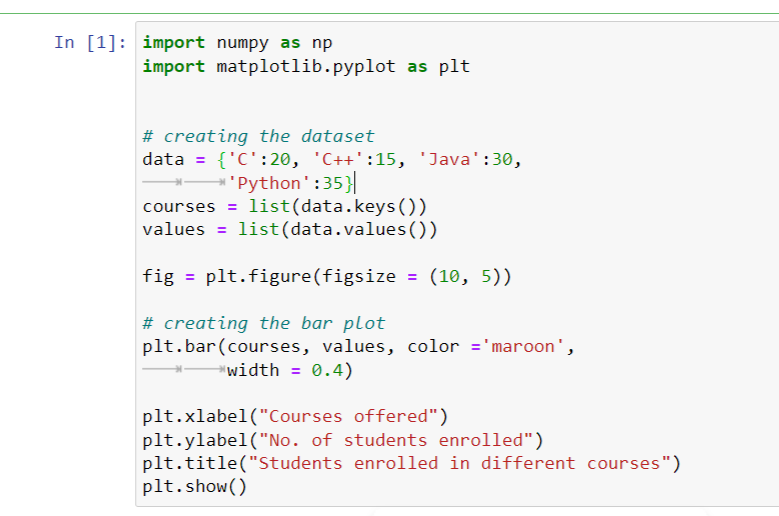 In [1]: import numpy as np
import matplotlib.pyplot as plt
# creating the dataset
data = {'C':20, 'C++':15, 'Java':30,
'Python':35}
courses = list(data.keys())
values = list(data.values())
fig = plt.figure(figsize = (10, 5))
# creating the bar plot
plt.bar(courses, values, color ='maroon',
width = 0.4)
plt.xlabel("Courses offered")
plt.ylabel("No. of students enrolled")
plt.title("Students enrolled in different courses")
plt.show()